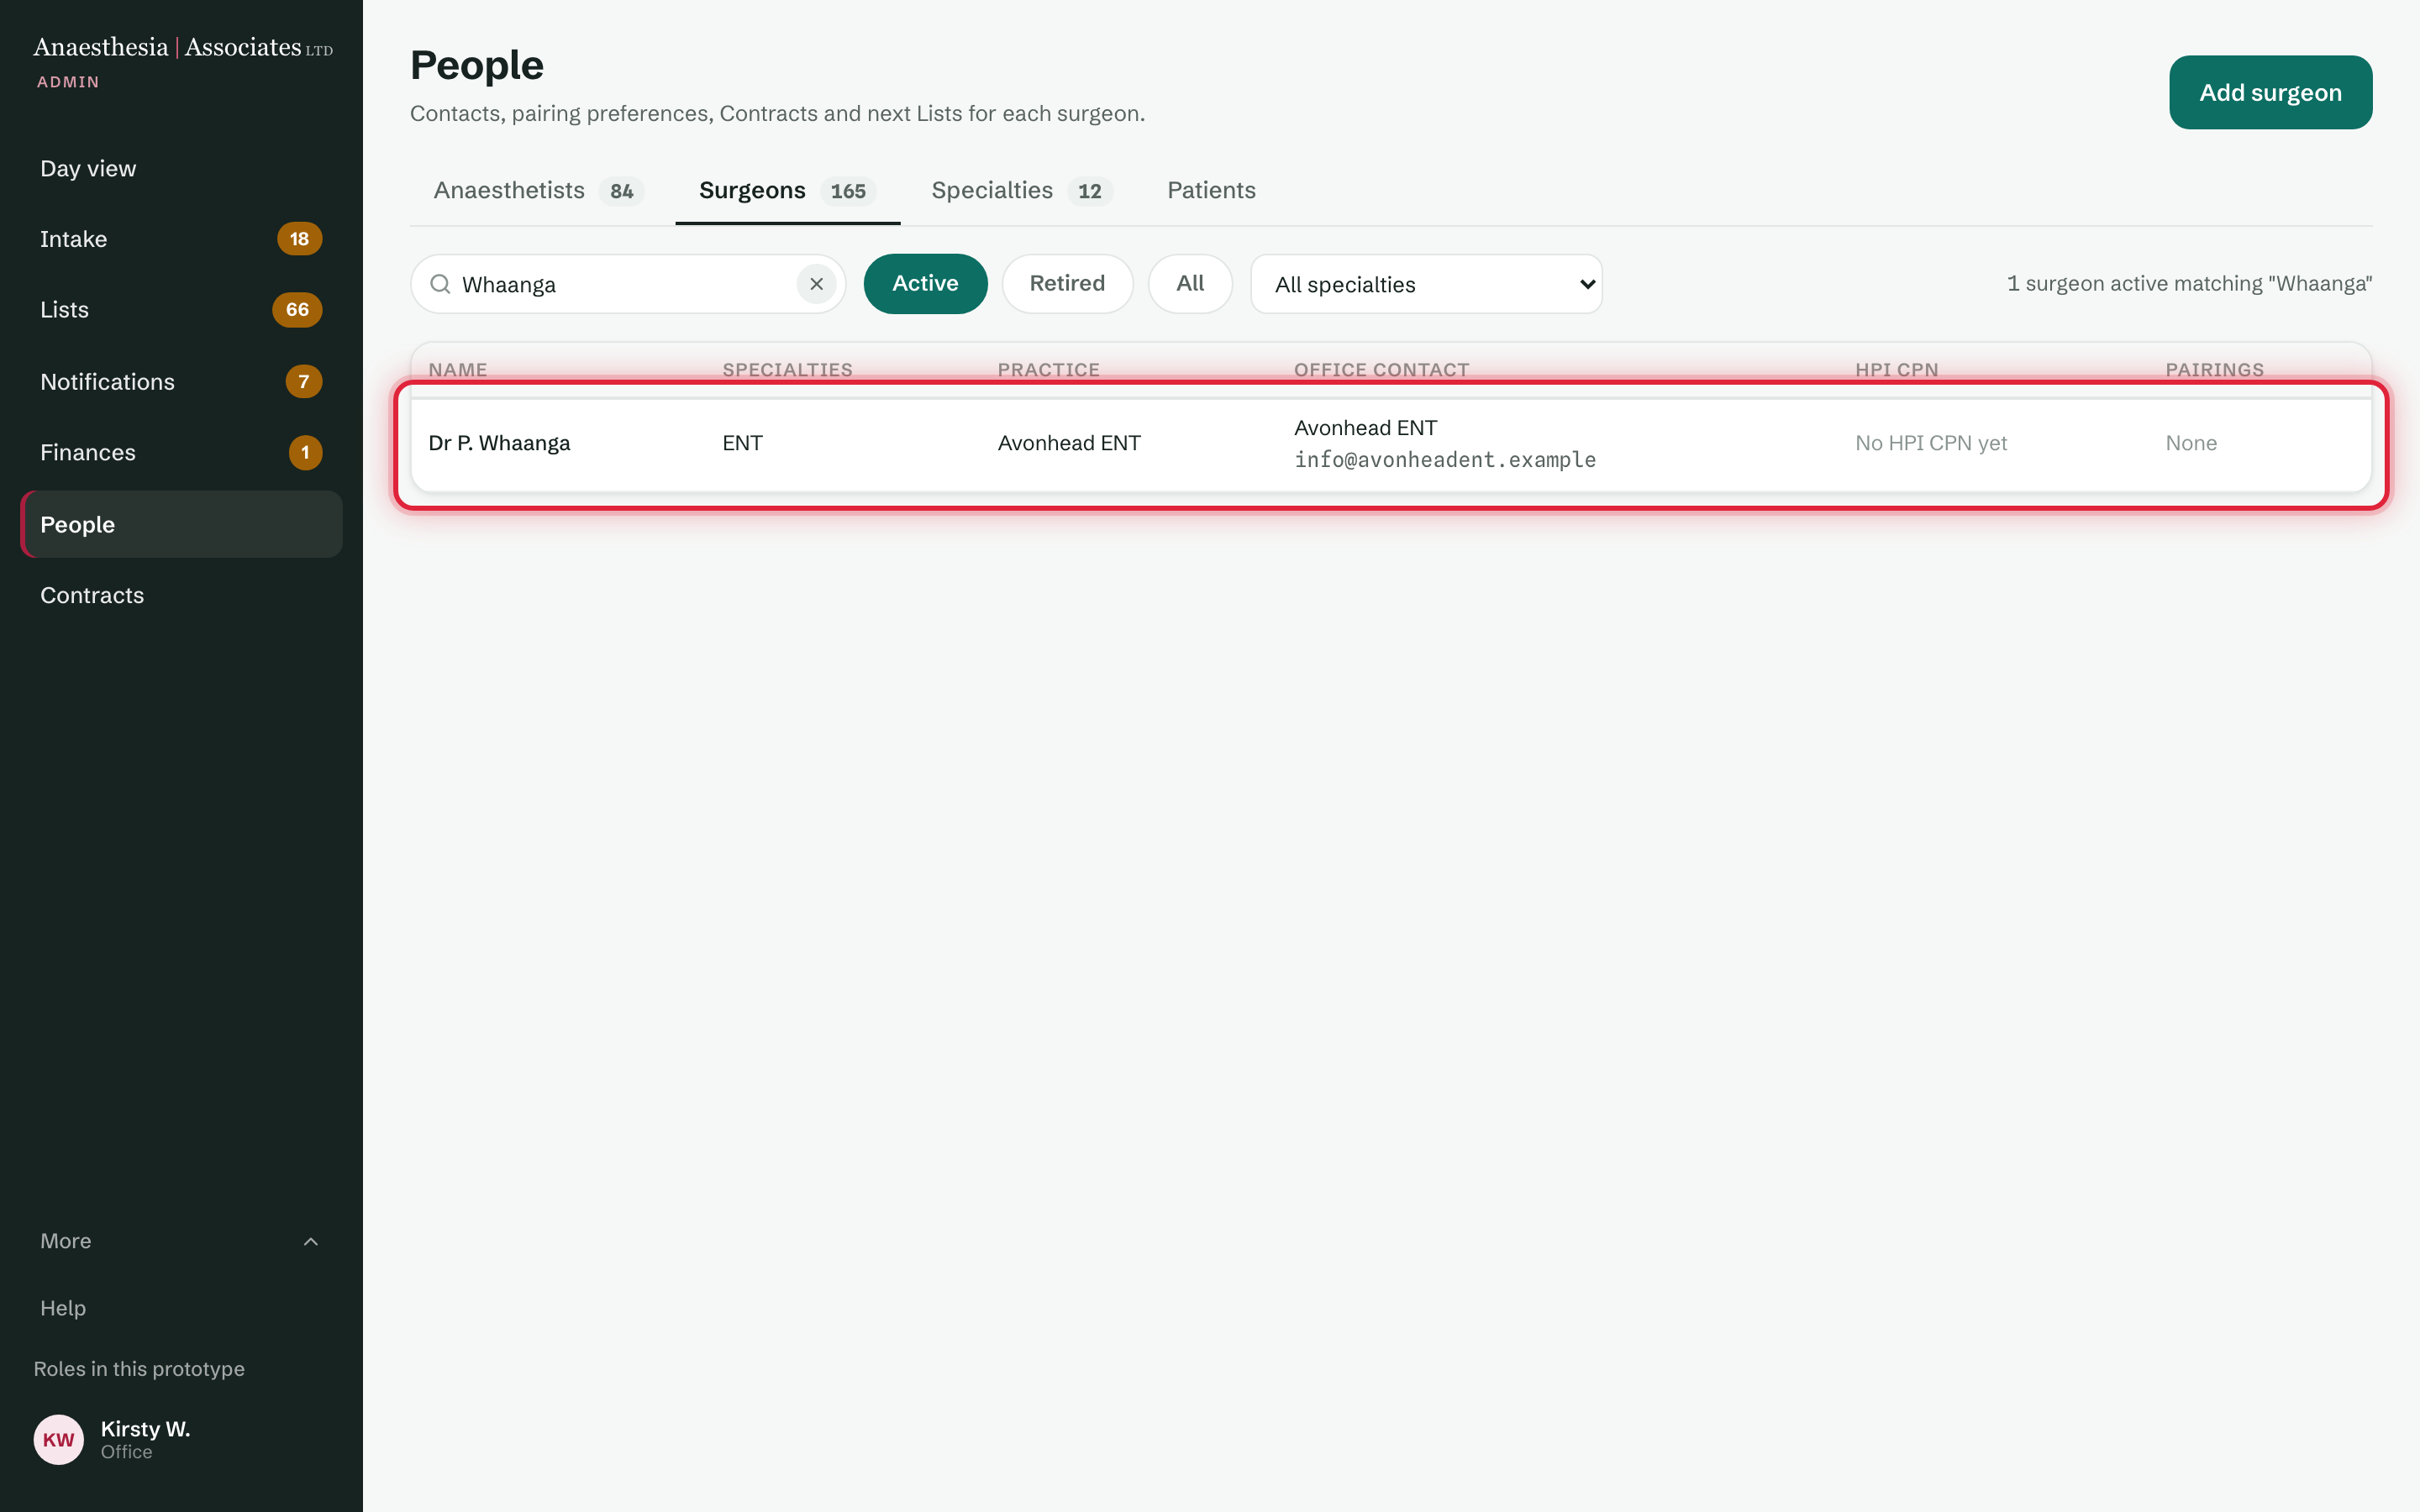 Anaesthesia | Associates LTD
ADMIN
Day view
Intake 18
Lists 66
Notifications 7
Finances 1
People
Contracts
More
Help
Roles in this prototype
KW
Kirsty W.
Office
People
Contacts, pairing preferences, Contracts and next Lists for each surgeon.
Add surgeon
Anaesthetists 84 Surgeons 165 Specialties 12 Patients
Whaanga Active Retired All All specialties 1 surgeon active matching "Whaanga"
NAME SPECIALTIES PRACTICE OFFICE CONTACT HPI CPN PAIRINGS
Dr P. Whaanga ENT Avonhead ENT Avonhead ENT No HPI CPN yet None
info@avonheadent.example